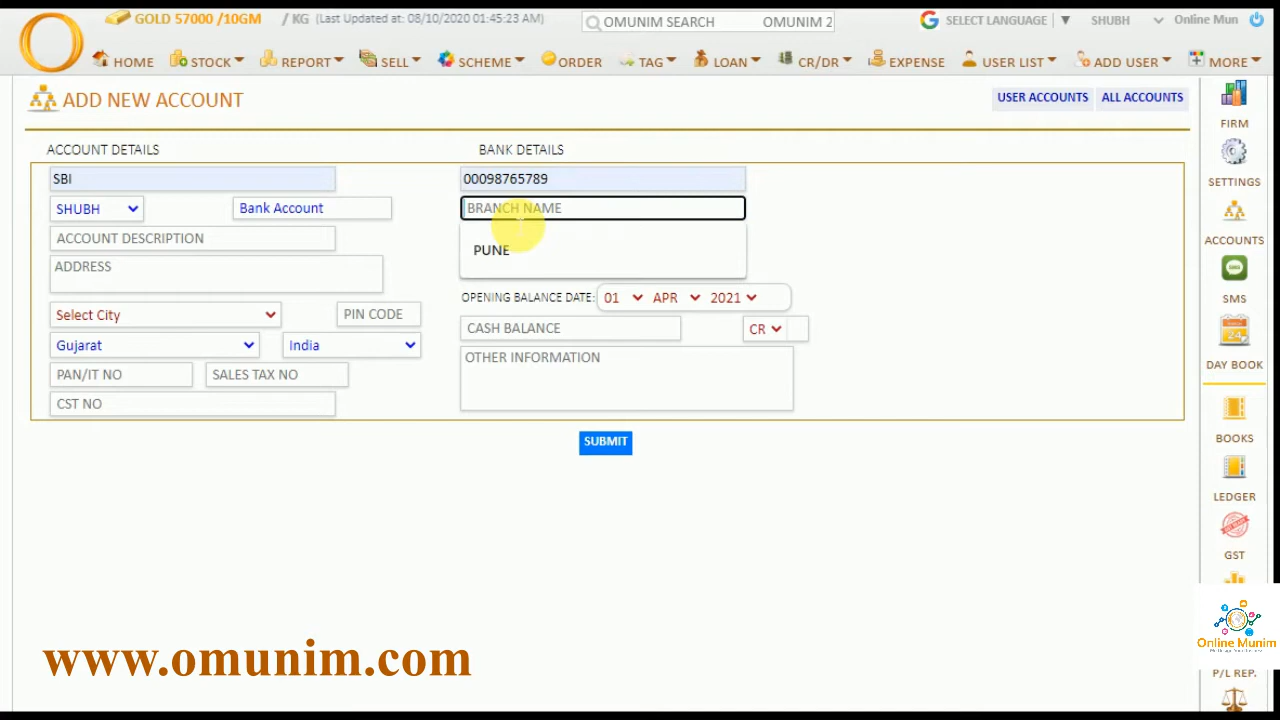 GOLD 57000 /10GM / KG (Last Updated at: 08/10/2020 01:45:23 AM) OMUNIM SEARCH OMUNIM 2 SELECT LANGUAGE ▼ SHUBH Online Mun
HOME STOCK REPORT SELL SCHEME ORDER TAG LOAN CR/DR EXPENSE USER LIST ADD USER MORE
ADD NEW ACCOUNT USER ACCOUNTS ALL ACCOUNTS
ACCOUNT DETAILS BANK DETAILS
SBI 00098765789
SHUBH Bank Account BRANCH NAME
ACCOUNT DESCRIPTION PUNE
ADDRESS
OPENING BALANCE DATE: 01 APR 2021
Select City PIN CODE CASH BALANCE CR
Gujarat India OTHER INFORMATION
PAN/IT NO SALES TAX NO
CST NO
SUBMIT
FIRM
SETTINGS
ACCOUNTS
SMS
24
DAY BOOK
BOOKS
LEDGER
GST
Online Munim
P/L REP.
www.omunim.com